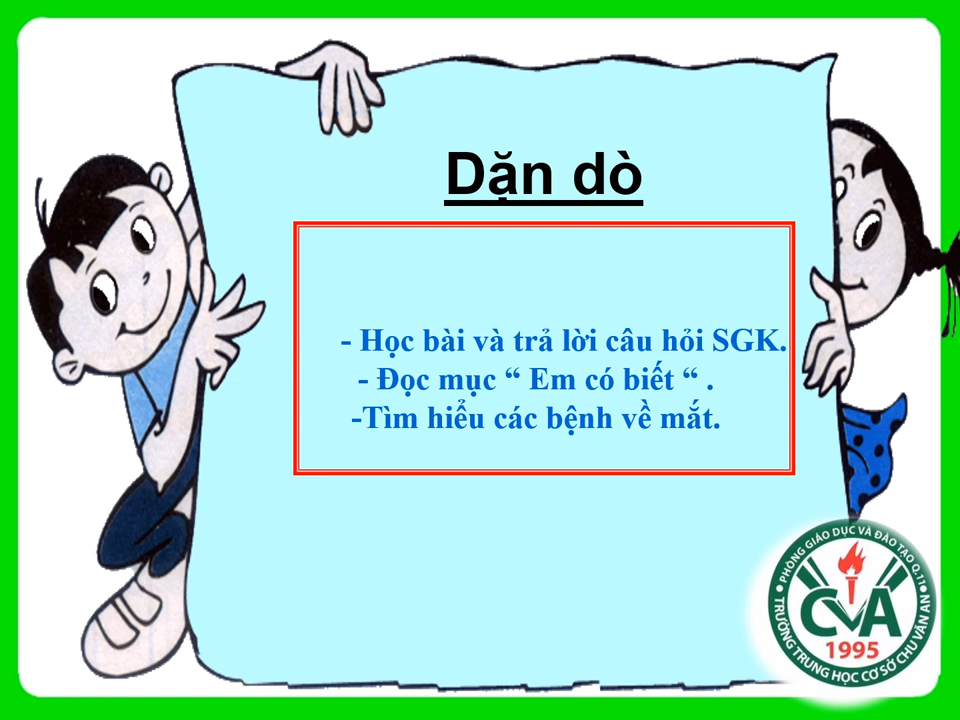 Dặn dò
- Học bài và trả lời câu hỏi SGK.
- Đọc mục “ Em có biết “ .
-Tìm hiểu các bệnh về mắt.
PHÒNG GIÁO DỤC VÀ ĐÀO TẠO Q.11
CVA
1995
TRƯỜNG TRUNG HỌC CƠ SỞ CHU VĂN AN